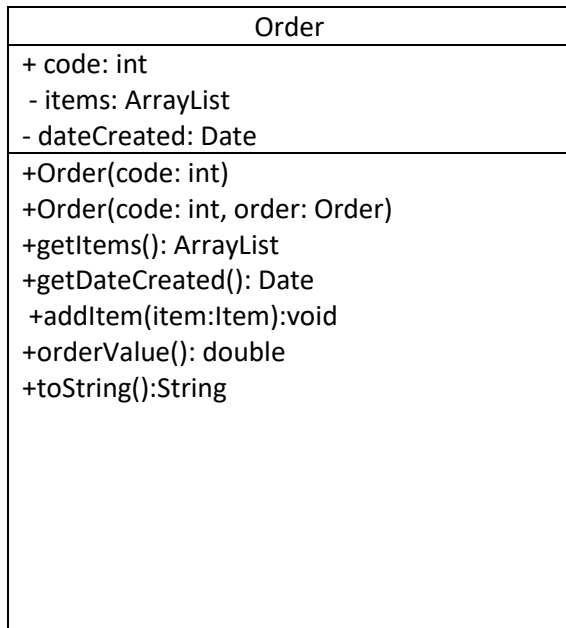 Order
+ code: int
- items: ArrayList
- dateCreated: Date
+Order(code: int)
+Order(code: int, order: Order)
+getItems(): ArrayList
+getDateCreated(): Date
+addItem(item:Item):void
+orderValue(): double
+toString():String